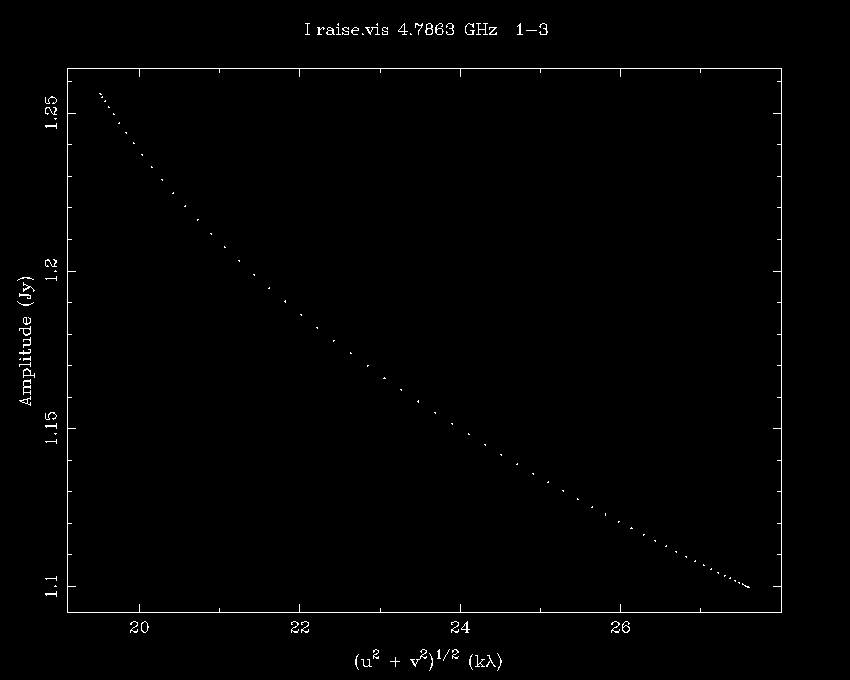 I raise.vis 4.7863 GHz 1-3
1.25
1.2
1.15
1.1
Amplitude (Jy)
20 22 24 26
(u² + v²)¹/² (kλ)